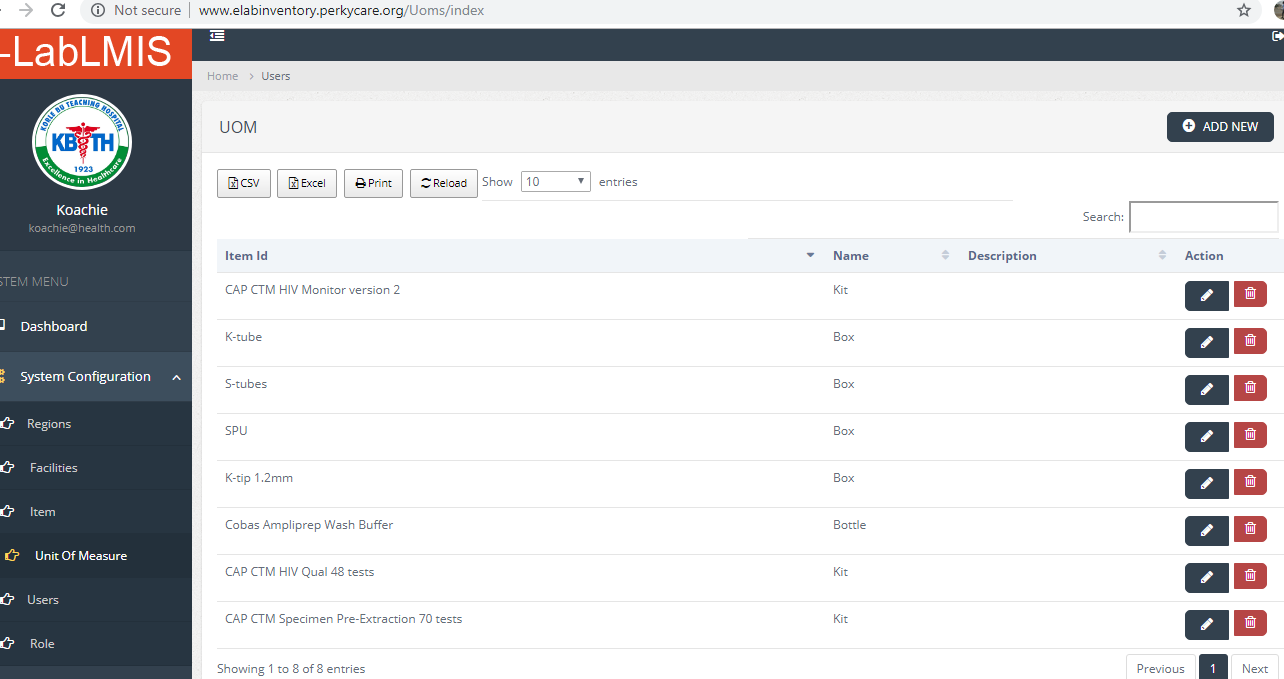 Not secure www.elabinventory.perkycare.org/Uoms/index
-LabLMIS
Home > Users
KORLE BU TEACHING HOSPITAL
KBTH
1923
Excellence in Healthcare
Koachie
koachie@health.com
STEM MENU
Dashboard
System Configuration
Regions
Facilities
Item
Unit Of Measure
Users
Role
UOM
ADD NEW
CSV Excel Print Reload Show 10 entries
Search:
Item Id Name Description Action
CAP CTM HIV Monitor version 2 Kit
K-tube Box
S-tubes Box
SPU Box
K-tip 1.2mm Box
Cobas Ampliprep Wash Buffer Bottle
CAP CTM HIV Qual 48 tests Kit
CAP CTM Specimen Pre-Extraction 70 tests Kit
Showing 1 to 8 of 8 entries
Previous 1 Next